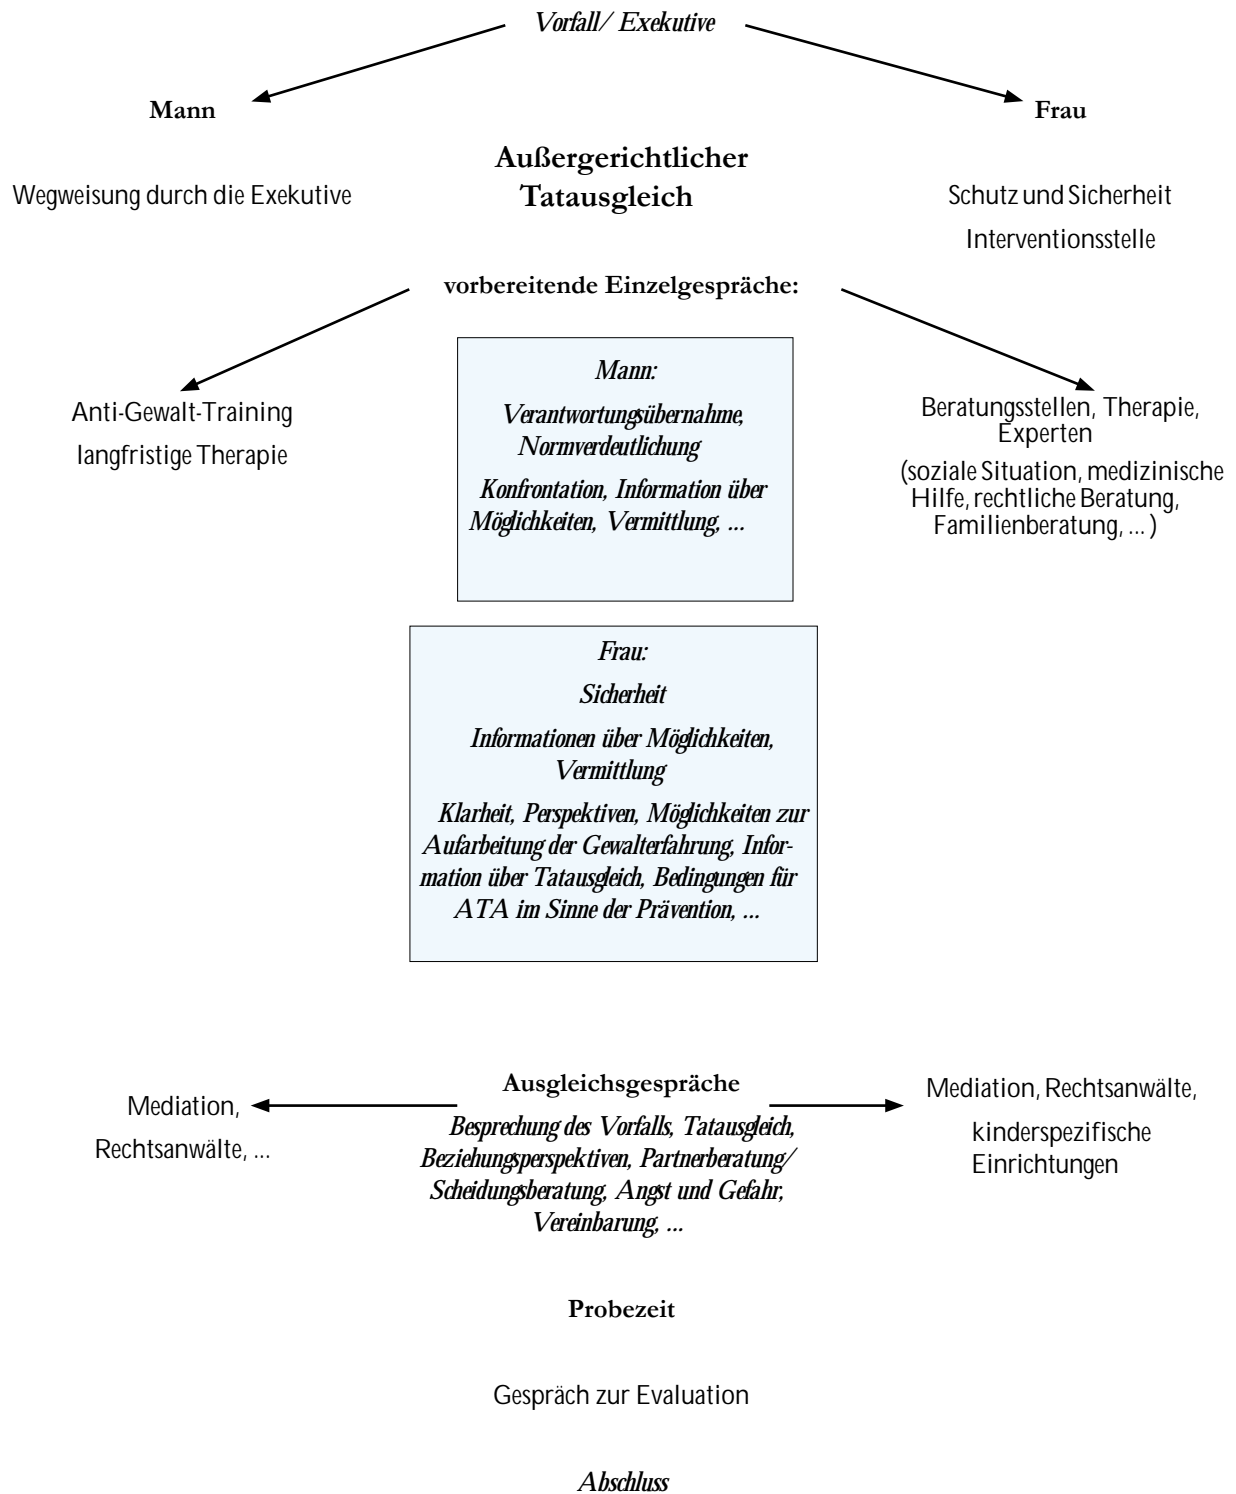 Vorfall/ Exekutive
Mann
Frau
Außergerichtlicher
Tatausgleich
Wegweisung durch die Exekutive
Schutz und Sicherheit
Interventionsstelle
vorbereitende Einzelgespräche:
Mann:
Verantwortungsübernahme,
Normverdeutlichung
Konfrontation, Information über
Möglichkeiten, Vermittlung, ...
Anti-Gewalt-Training
langfristige Therapie
Beratungsstellen, Therapie,
Experten
(soziale Situation, medizinische
Hilfe, rechtliche Beratung,
Familienberatung, ... )
Frau:
Sicherheit
Informationen über Möglichkeiten,
Vermittlung
Klarheit, Perspektiven, Möglichkeiten zur
Aufarbeitung der Gewalterfahrung, Infor-
mation über Tatausgleich, Bedingungen für
ATA im Sinne der Prävention, ...
Ausgleichsgespräche
Besprechung des Vorfalls, Tatausgleich,
Beziehungsperspektiven, Partnerberatung/
Scheidungsberatung, Angst und Gefahr,
Vereinbarung, ...
Mediation,
Rechtsanwälte, ...
Mediation, Rechtsanwälte,
kinderspezifische
Einrichtungen
Probezeit
Gespräch zur Evaluation
Abschluss